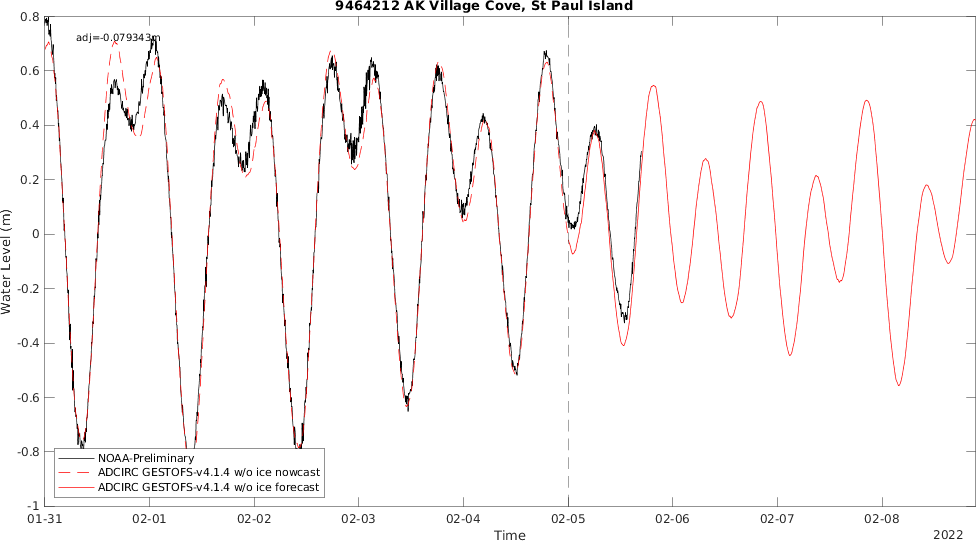 9464212 AK Village Cove, St Paul Island
adj=-0.079343m
0.8
0.6
0.4
0.2
0
-0.2
-0.4
-0.6
-0.8
-1
Water Level (m)
NOAA-Preliminary
ADCIRC GESTOFS-v4.1.4 w/o ice nowcast
ADCIRC GESTOFS-v4.1.4 w/o ice forecast
01-31 02-01 02-02 02-03 02-04 02-05 02-06 02-07 02-08
Time
2022